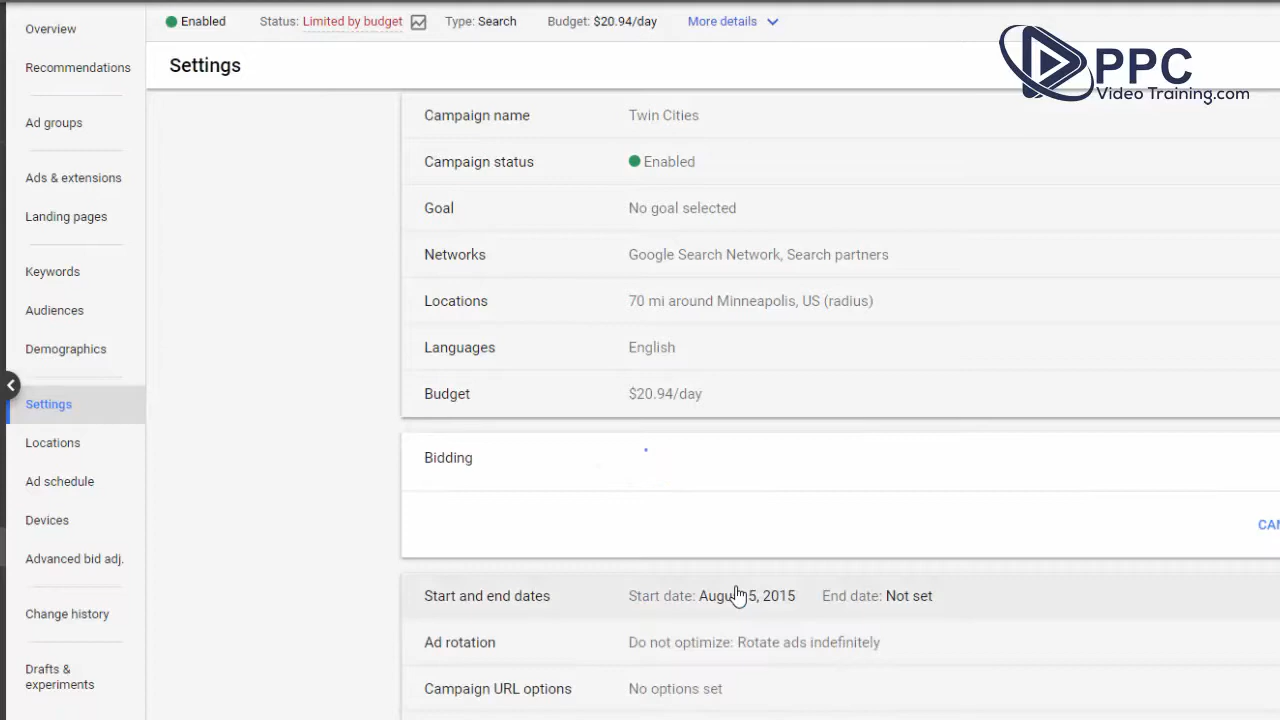 Overview
Recommendations
Ad groups
Ads & extensions
Landing pages
Keywords
Audiences
Demographics
Settings
Locations
Ad schedule
Devices
Advanced bid adj.
Change history
Drafts &
experiments
Enabled Status: Limited by budget Type: Search Budget: $20.94/day More details
Settings
PPC
Video Training.com
Campaign name Twin Cities
Campaign status Enabled
Goal No goal selected
Networks Google Search Network, Search partners
Locations 70 mi around Minneapolis, US (radius)
Languages English
Budget $20.94/day
Bidding
Start and end dates Start date: August 5, 2015 End date: Not set
Ad rotation Do not optimize: Rotate ads indefinitely
Campaign URL options No options set